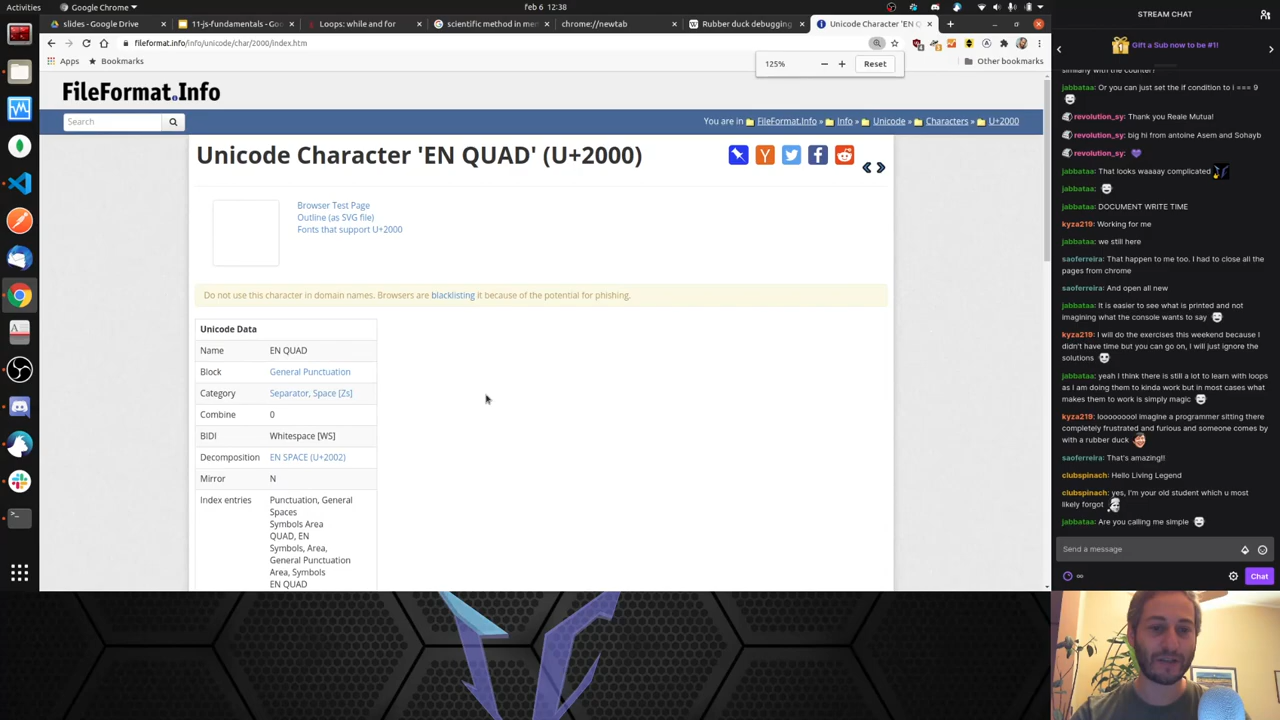 Activities
Google Chrome
feb 6 12:38
slides - Google Drive
11-js-fundamentals - Goo
Loops: while and for
scientific method in mem
chrome://newtab
Rubber duck debugging
Unicode Character 'EN Q
fileformat.info/info/unicode/char/2000/index.htm
Apps
Bookmarks
Other bookmarks
125%
Reset
FileFormat.Info
Search
You are in FileFormat.Info » Info » Unicode » Characters » U+2000
Unicode Character 'EN QUAD' (U+2000)
Browser Test Page
Outline (as SVG file)
Fonts that support U+2000
Do not use this character in domain names. Browsers are blacklisting it because of the potential for phishing.
Unicode Data
Name EN QUAD
Block General Punctuation
Category Separator, Space [Zs]
Combine 0
BIDI Whitespace [WS]
Decomposition EN SPACE (U+2002)
Mirror N
Index entries Punctuation, General
Spaces
Symbols Area
QUAD, EN
Symbols, Area,
General Punctuation
Area, Symbols
EN QUAD
STREAM CHAT
Gift a Sub now to be #1!
similarly with the counter?
jabbataa: Or you can just set the if condition to i === 9
revolution_sy: Thank you Reale Mutua!
revolution_sy: big hi from antoine Asem and Sohayb
revolution_sy:
jabbataa: That looks waaaay complicated
jabbataa:
jabbataa: DOCUMENT WRITE TIME
kyza219: Working for me
jabbataa: we still here
saoferreira: That happen to me too. I had to close all the
pages from chrome
saoferreira: And open all new
jabbataa: It is easier to see what is printed and not
imagining what the console wants to say
kyza219: I will do the exercises this weekend because I
didn't have time but you can go on, I will just ignore the
solutions
jabbataa: yeah I think there is still a lot to learn with loops
as I am doing them to kinda work but in most cases what
makes them to work is simply magic
kyza219: looooooool imagine a programmer sitting there
completely frustrated and furious and someone comes by
with a rubber duck
saoferreira: That's amazing!!
clubspinach: Hello Living Legend
clubspinach: yes, I'm your old student which u most
likely forgot
jabbataa: Are you calling me simple
Send a message
Chat